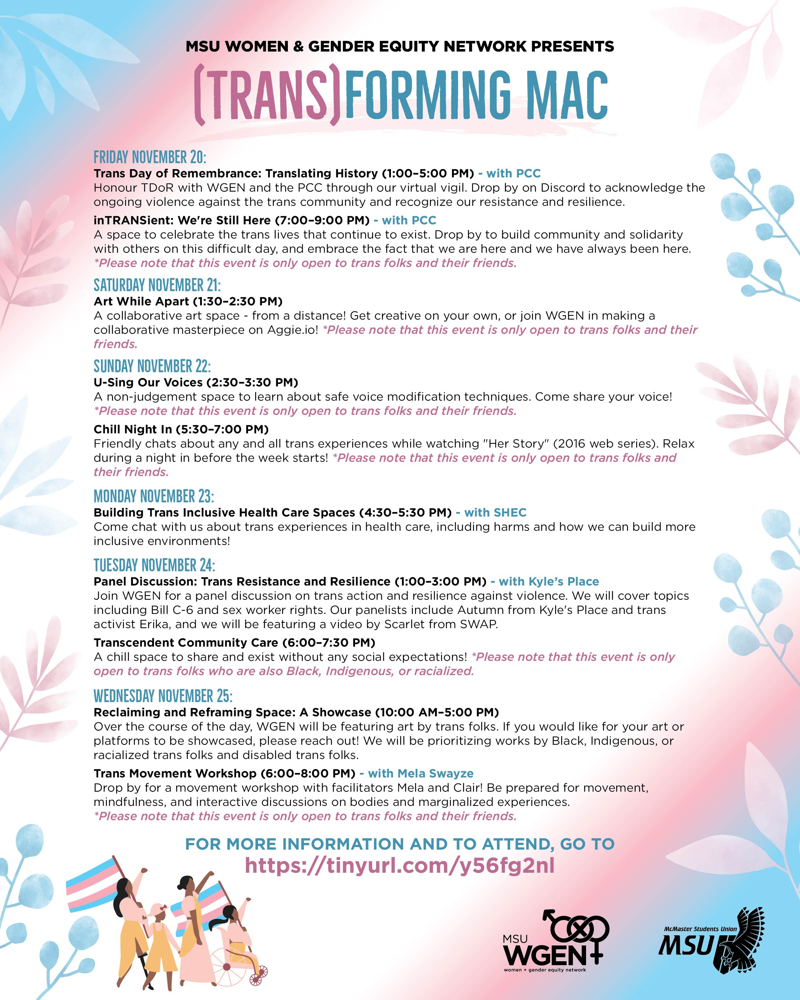 MSU WOMEN & GENDER EQUITY NETWORK PRESENTS
(TRANS)FORMING MAC
FRIDAY NOVEMBER 20:
Trans Day of Remembrance: Translating History (1:00–5:00 PM) - with PCC
Honour TDoR with WGEN and the PCC through our virtual vigil. Drop by on Discord to acknowledge the
ongoing violence against the trans community and recognize our resistance and resilience.
inTRANSient: We're Still Here (7:00–9:00 PM) - with PCC
A space to celebrate the trans lives that continue to exist. Drop by to build community and solidarity
with others on this difficult day, and embrace the fact that we are here and we have always been here.
*Please note that this event is only open to trans folks and their friends.
SATURDAY NOVEMBER 21:
Art While Apart (1:30–2:30 PM)
A collaborative art space - from a distance! Get creative on your own, or join WGEN in making a
collaborative masterpiece on Aggie.io! *Please note that this event is only open to trans folks and their
friends.
SUNDAY NOVEMBER 22:
U-Sing Our Voices (2:30–3:30 PM)
A non-judgement space to learn about safe voice modification techniques. Come share your voice!
*Please note that this event is only open to trans folks and their friends.
Chill Night In (5:30–7:00 PM)
Friendly chats about any and all trans experiences while watching "Her Story" (2016 web series). Relax
during a night in before the week starts! *Please note that this event is only open to trans folks and
their friends.
MONDAY NOVEMBER 23:
Building Trans Inclusive Health Care Spaces (4:30–5:30 PM) - with SHEC
Come chat with us about trans experiences in health care, including harms and how we can build more
inclusive environments!
TUESDAY NOVEMBER 24:
Panel Discussion: Trans Resistance and Resilience (1:00–3:00 PM) - with Kyle’s Place
Join WGEN for a panel discussion on trans action and resilience against violence. We will cover topics
including Bill C-6 and sex worker rights. Our panelists include Autumn from Kyle's Place and trans
activist Erika, and we will be featuring a video by Scarlet from SWAP.
Transcendent Community Care (6:00–7:30 PM)
A chill space to share and exist without any social expectations! *Please note that this event is only
open to trans folks who are also Black, Indigenous, or racialized.
WEDNESDAY NOVEMBER 25:
Reclaiming and Reframing Space: A Showcase (10:00 AM–5:00 PM)
Over the course of the day, WGEN will be featuring art by trans folks. If you would like for your art or
platforms to be showcased, please reach out! We will be prioritizing works by Black, Indigenous, or
racialized trans folks and disabled trans folks.
Trans Movement Workshop (6:00–8:00 PM) - with Mela Swayze
Drop by for a movement workshop with facilitators Mela and Clair! Be prepared for movement,
mindfulness, and interactive discussions on bodies and marginalized experiences.
*Please note that this event is only open to trans folks and their friends.
FOR MORE INFORMATION AND TO ATTEND, GO TO
https://tinyurl.com/y56fg2nl
MSU
WGEN
women + gender equity network
McMaster Students Union
MSU